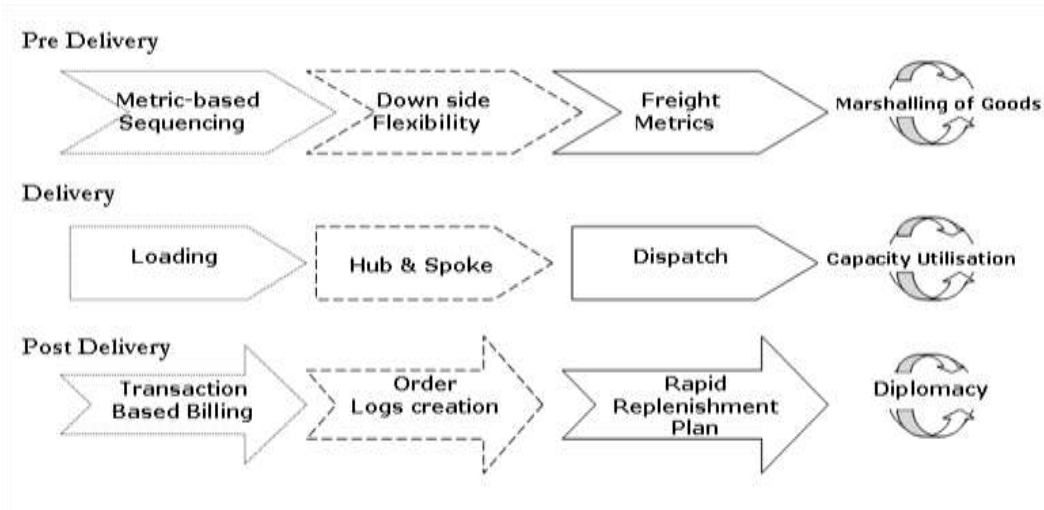 Pre Delivery
Metric-based
Sequencing
Down side
Flexibility
Freight
Metrics
Marshalling of Goods
Delivery
Loading
Hub & Spoke
Dispatch
Capacity Utilisation
Post Delivery
Transaction
Based Billing
Order
Logs creation
Rapid
Replenishment
Plan
Diplomacy